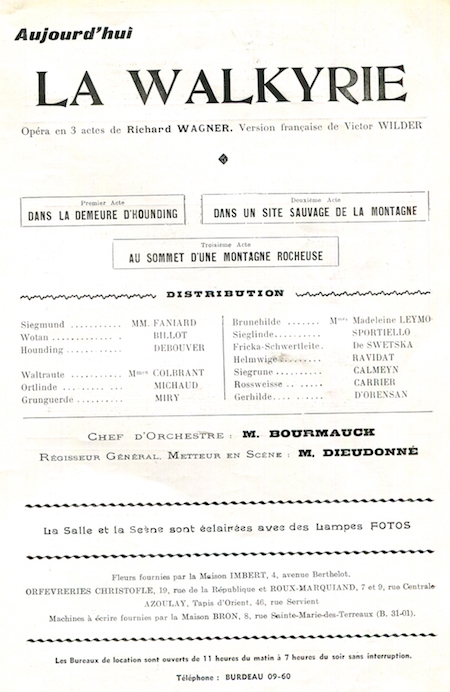 Aujourd'hui
LA WALKYRIE
Opéra en 3 actes de Richard WAGNER. Version française de Victor WILDER
Premier Acte
DANS LA DEMEURE D'HOUNDING
Deuxième Acte
DANS UN SITE SAUVAGE DE LA MONTAGNE
Troisième Acte
AU SOMMET D'UNE MONTAGNE ROCHEUSE
DISTRIBUTION
Siegmund .......... MM. FANIARD
Wotan ............ BILLOT
Hounding .......... DEBOUVER
Waltraute ....... Mmes COLBRANT
Ortlinde .......... MICHAUD
Grunguerde ........ MIRY
Brunehilde ....... Mmes Madeleine LEYMO
Sieglinde.......... SPORTIELLO
Fricka-Schwertleite. De SWETSKA
Helmwige ......... RAVIDAT
Siegrune .......... CALMEYN
Rossweisse ....... CARRIER
Gerhilde.......... D'ORENSAN
CHEF D'ORCHESTRE : M. BOURMAUCK
RÉGISSEUR GÉNÉRAL, METTEUR EN SCÈNE : M. DIEUDONNÉ
La Salle et la Scène sont éclairées avec des Lampes FOTOS
Fleurs fournies par la Maison IMBERT, 4, avenue Berthelot,
ORFEVRERIES CHRISTOFLE, 19, rue de la République et ROUX-MARQUIAND, 7 et 9, rue Centrale
AZOULAY, Tapis d'Orient, 46, rue Servient
Machines à écrire fournies par la Maison BRON, 8, rue Sainte-Marie-des-Terreaux (B. 31-01).
Les Bureaux de location sont ouverts de 11 heures du matin à 7 heures du soir sans interruption.
Téléphone : BURDEAU 09-60